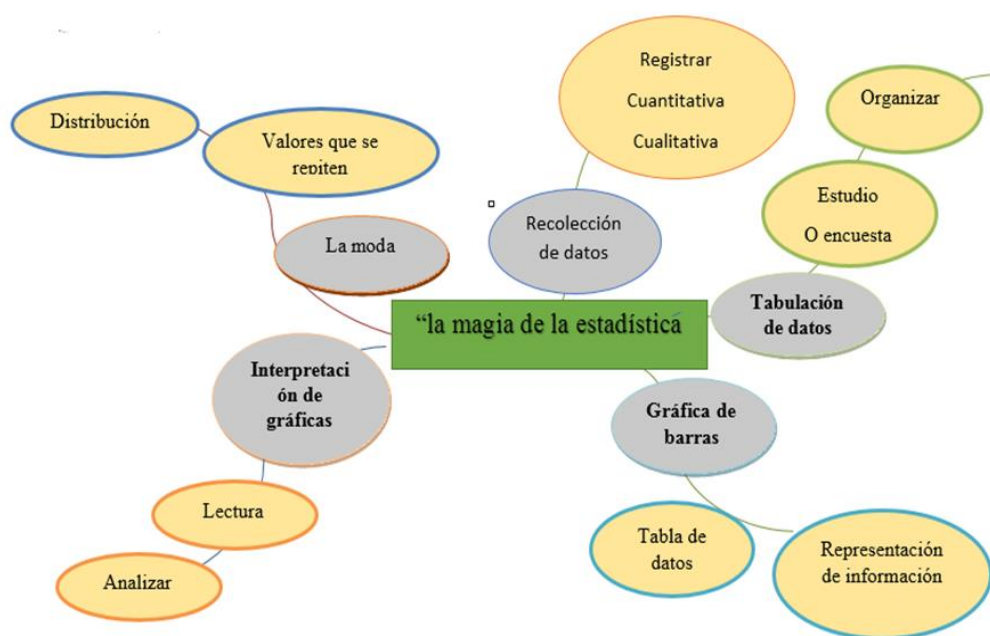 Registrar
Cuantitativa
Cualitativa
Organizar
Distribución
Valores que se
repiten
Estudio
O encuesta
Recolección
de datos
La moda
Tabulación
de datos
“la magia de la estadística
Interpretaci
ón de
gráficas
Gráfica de
barras
Lectura
Tabla de
datos
Representación
de información
Analizar